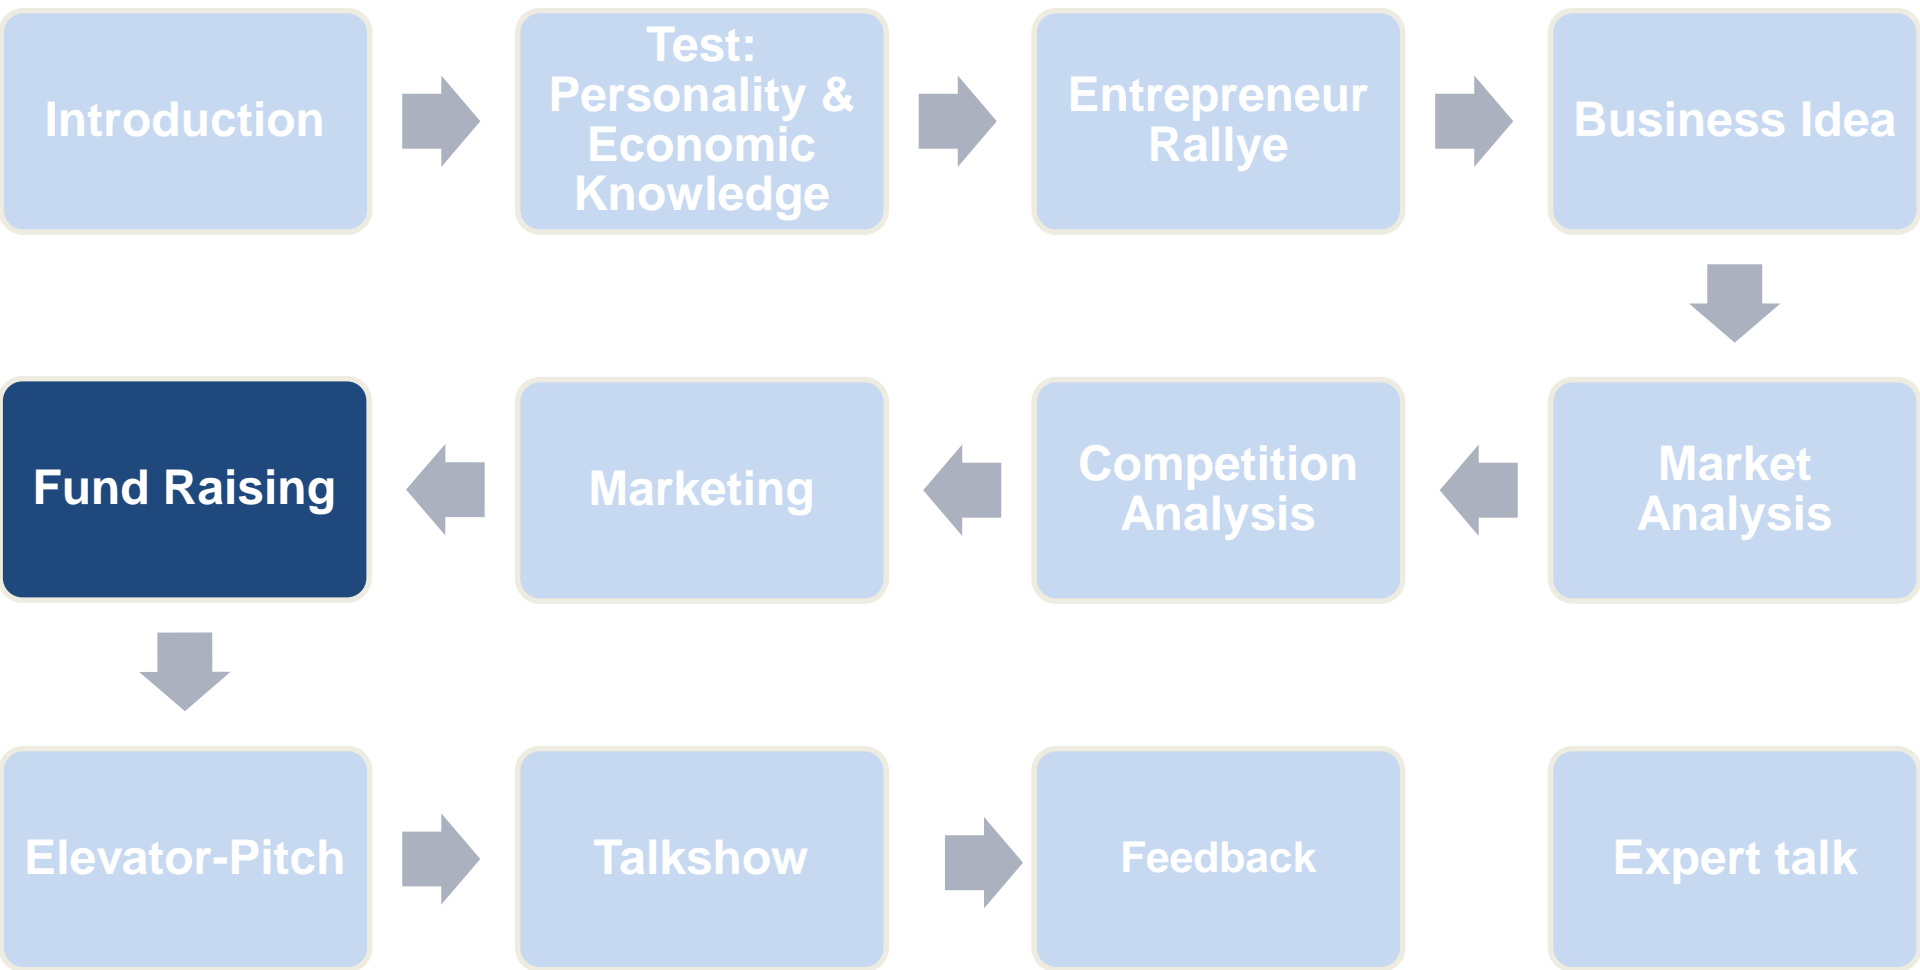 Introduction
Test:
Personality &
Economic
Knowledge
Entrepreneur
Rallye
Business Idea
Fund Raising
Marketing
Competition
Analysis
Market
Analysis
Elevator-Pitch
Talkshow
Feedback
Expert talk